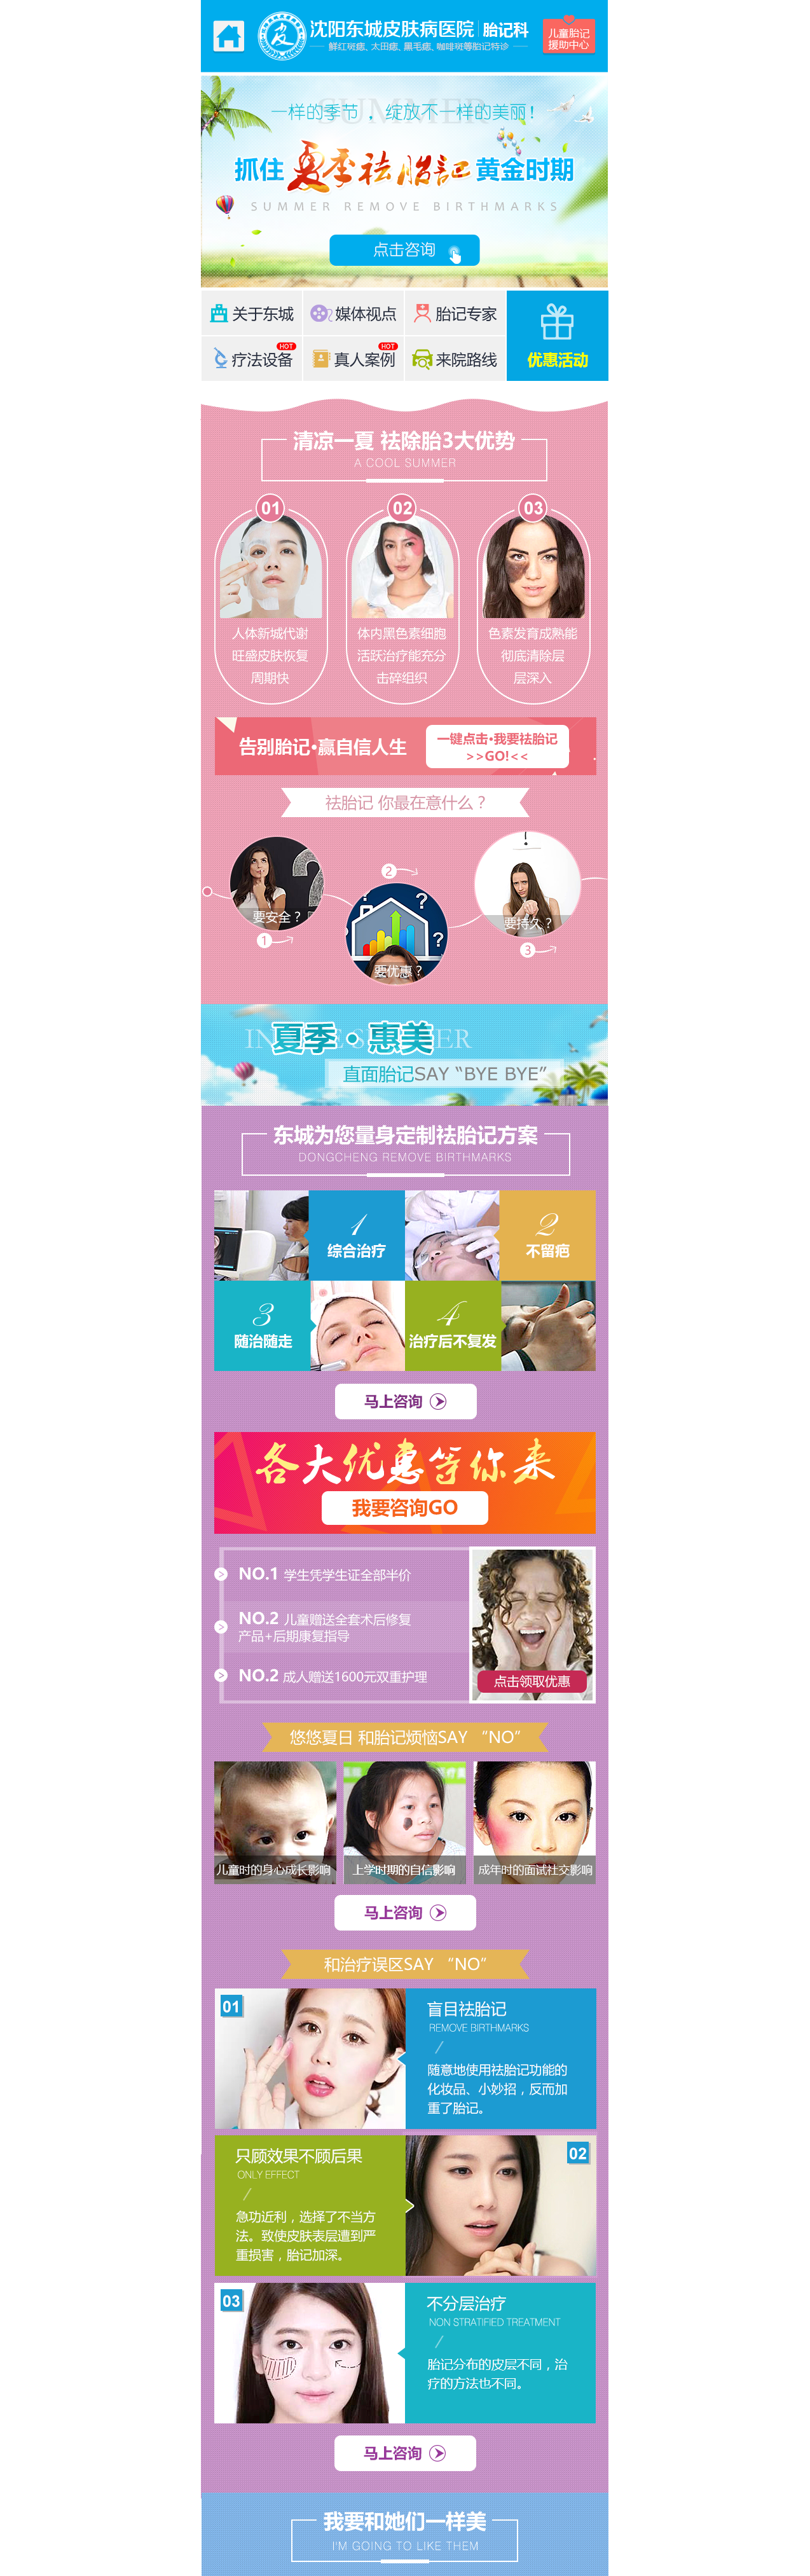 沈阳东城皮肤病医院 胎记科
鲜红斑痣、太田痣、黑毛痣、咖啡斑等胎记特诊
儿童胎记
援助中心
SUMMER
一样的季节，绽放不一样的美丽！
抓住夏季祛胎記黄金时期
SUMMER REMOVE BIRTHMARKS
点击咨询
关于东城
媒体视点
胎记专家
疗法设备
HOT
真人案例
HOT
来院路线
优惠活动
清凉一夏 祛除胎3大优势
A COOL SUMMER
01
02
03
人体新城代谢
旺盛皮肤恢复
周期快
体内黑色素细胞
活跃治疗能充分
击碎组织
色素发育成熟能
彻底清除层
层深入
告别胎记·赢自信人生
一键点击·我要祛胎记
>>GO!<<
祛胎记 你最在意什么？
要安全？
1
2
要优惠？
要持久？
3
夏季·惠美
直面胎记SAY “BYE BYE”
东城为您量身定制祛胎记方案
DONGCHENG REMOVE BIRTHMARKS
1
综合治疗
2
不留疤
3
随治随走
4
治疗后不复发
马上咨询
各大优惠等你来
我要咨询GO
NO.1 学生凭学生证全部半价
NO.2 儿童赠送全套术后修复
产品+后期康复指导
NO.2 成人赠送1600元双重护理
点击领取优惠
悠悠夏日 和胎记烦恼SAY “NO”
儿童时的身心成长影响
上学时期的自信影响
成年时的面试社交影响
马上咨询
和治疗误区SAY “NO”
01
盲目祛胎记
REMOVE BIRTHMARKS
随意地使用祛胎记功能的
化妆品、小妙招，反而加
重了胎记。
只顾效果不顾后果
ONLY EFFECT
急功近利，选择了不当方
法。致使皮肤表层遭到严
重损害，胎记加深。
02
03
不分层治疗
NON STRATIFIED TREATMENT
胎记分布的皮层不同，治
疗的方法也不同。
马上咨询
我要和她们一样美
I'M GOING TO LIKE THEM